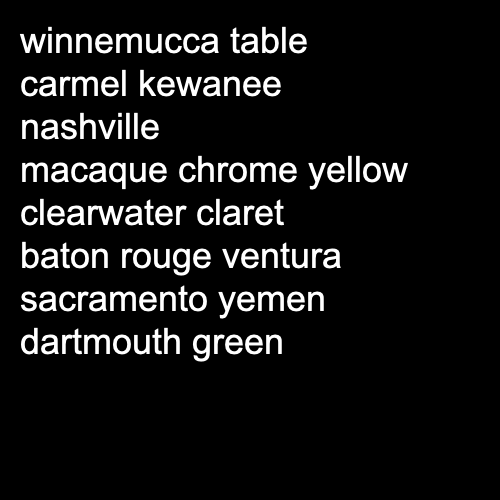 winnemucca table
carmel kewanee
nashville
macaque chrome yellow
clearwater claret
baton rouge ventura
sacramento yemen
dartmouth green